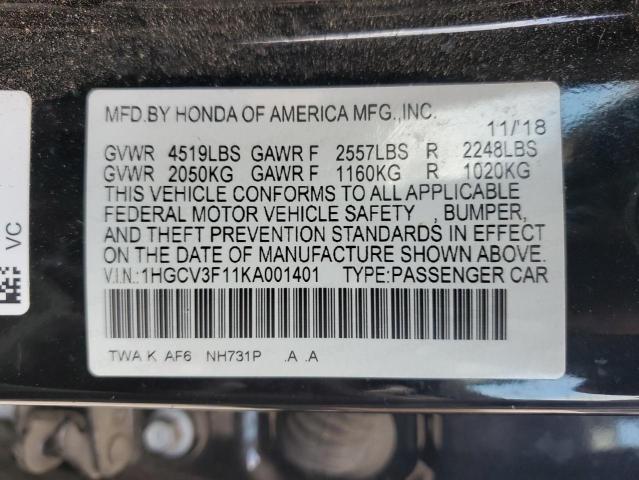 MFD.BY HONDA OF AMERICA MFG.,INC.
11/18
GVWR 4519LBS GAWR F 2557LBS R 2248LBS
GVWR 2050KG GAWR F 1160KG R 1020KG
THIS VEHICLE CONFORMS TO ALL APPLICABLE
FEDERAL MOTOR VEHICLE SAFETY , BUMPER,
AND THEFT PREVENTION STANDARDS IN EFFECT
ON THE DATE OF MANUFACTURE SHOWN ABOVE.
V.I.N.:1HGCV3F11KA001401 TYPE:PASSENGER CAR
TWA K AF6 NH731P .A .A
VC